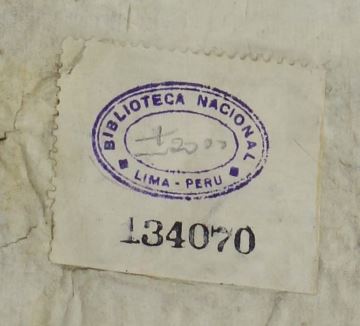 BIBLIOTECA NACIONAL
LIMA - PERU
134070